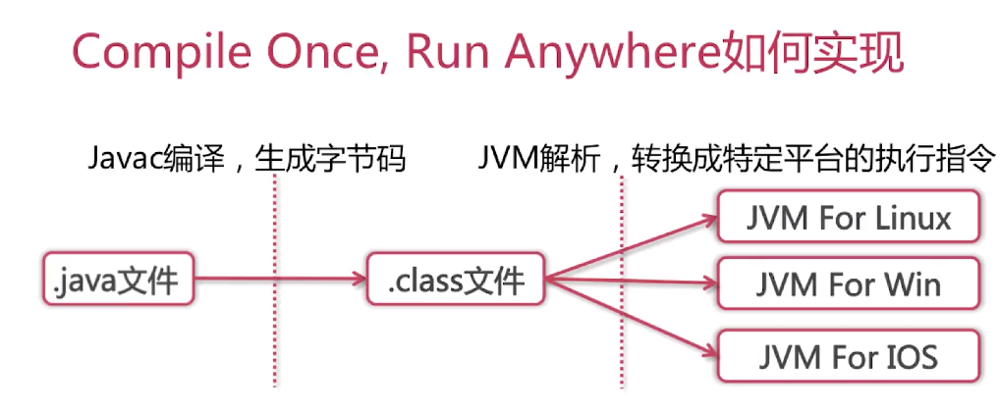 Compile Once, Run Anywhere如何实现
Javac编译，生成字节码
JVM解析，转换成特定平台的执行指令
.java文件
.class文件
JVM For Linux
JVM For Win
JVM For IOS